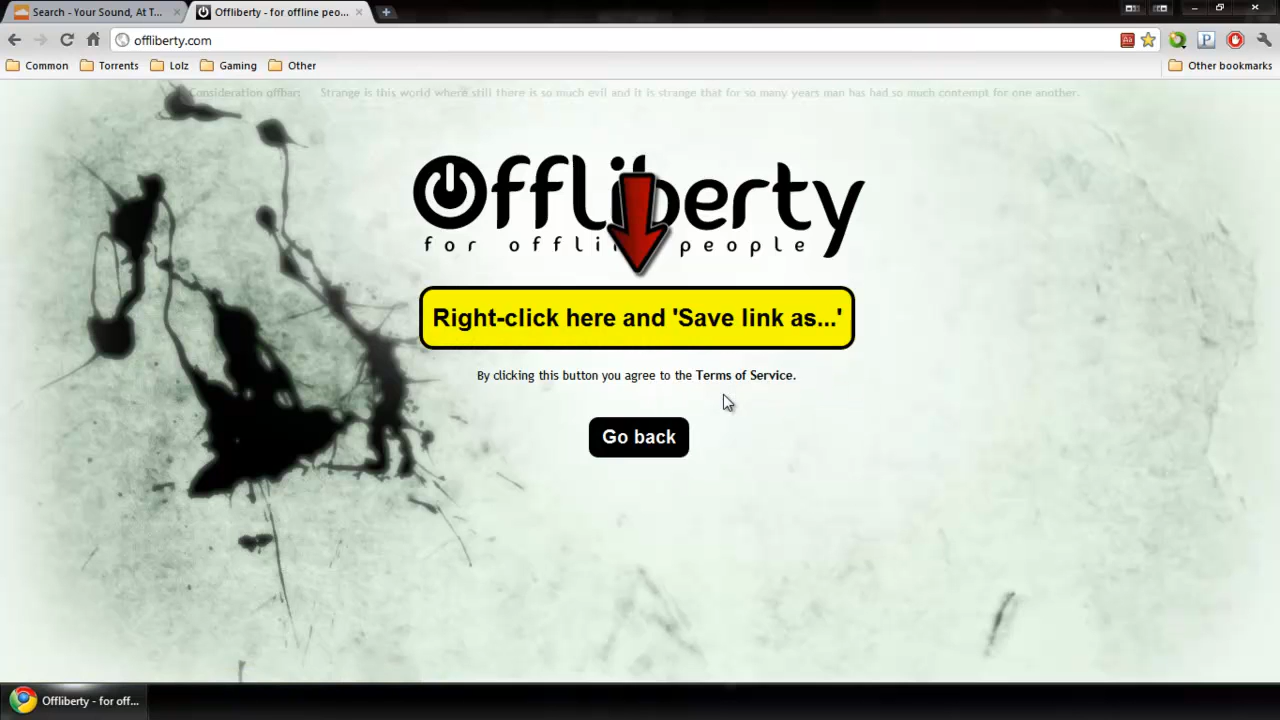 Search - Your Sound, At T...
Offliberty - for offline peo...
offliberty.com
Common
Torrents
Lolz
Gaming
Other
Other bookmarks
Consideration offbar: Strange is this world where still there is so much evil and it is strange that for so many years man has had so much contempt for one another.
Offliberty
for offline people
Right-click here and 'Save link as...'
By clicking this button you agree to the Terms of Service.
Go back
Offliberty - for off...